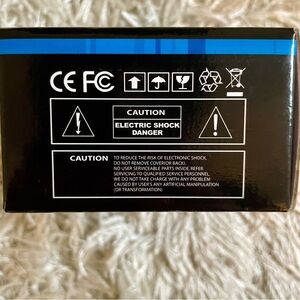 CE FC
CAUTION
ELECTRIC SHOCK
DANGER
CAUTION
TO REDUCE THE RISK OF ELECTRONIC SHOCK,
DO NOT REMOVE COVER(OR BACK).
NO USER SERVICEABLE PARTS INSIDE, REFER
SERVICING TO QUALIFIED SERVICE PERSONNEL,
WE DO NOT TAKE CHARGE WITH ANY PROBLEM
CAUSED BY USER'S ANY ARTIFICIAL MANIPULATION
(OR TRANSFORMATION)